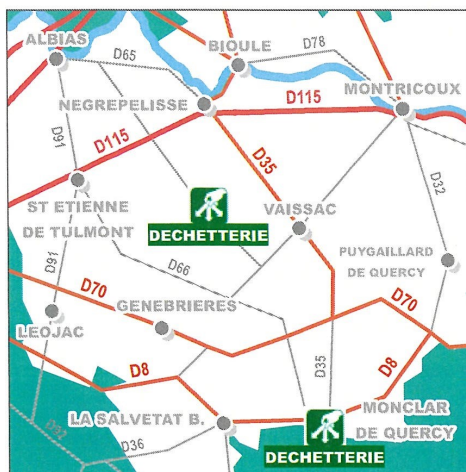 ALBIAS
D65
BIOULE
D78
NEGREPELISSE
D115
MONTRICOUX
D91
D115
D35
D32
ST ETIENNE
DE TULMONT
VAISSAC
DECHETTERIE
PUYGAILLARD
DE QUERCY
D91
D66
D70
GENEBRIERES
D70
LEOJAC
D35
D8
D8
LA SALVETAT B.
MONCLAR
DE QUERCY
D36
DECHETTERIE